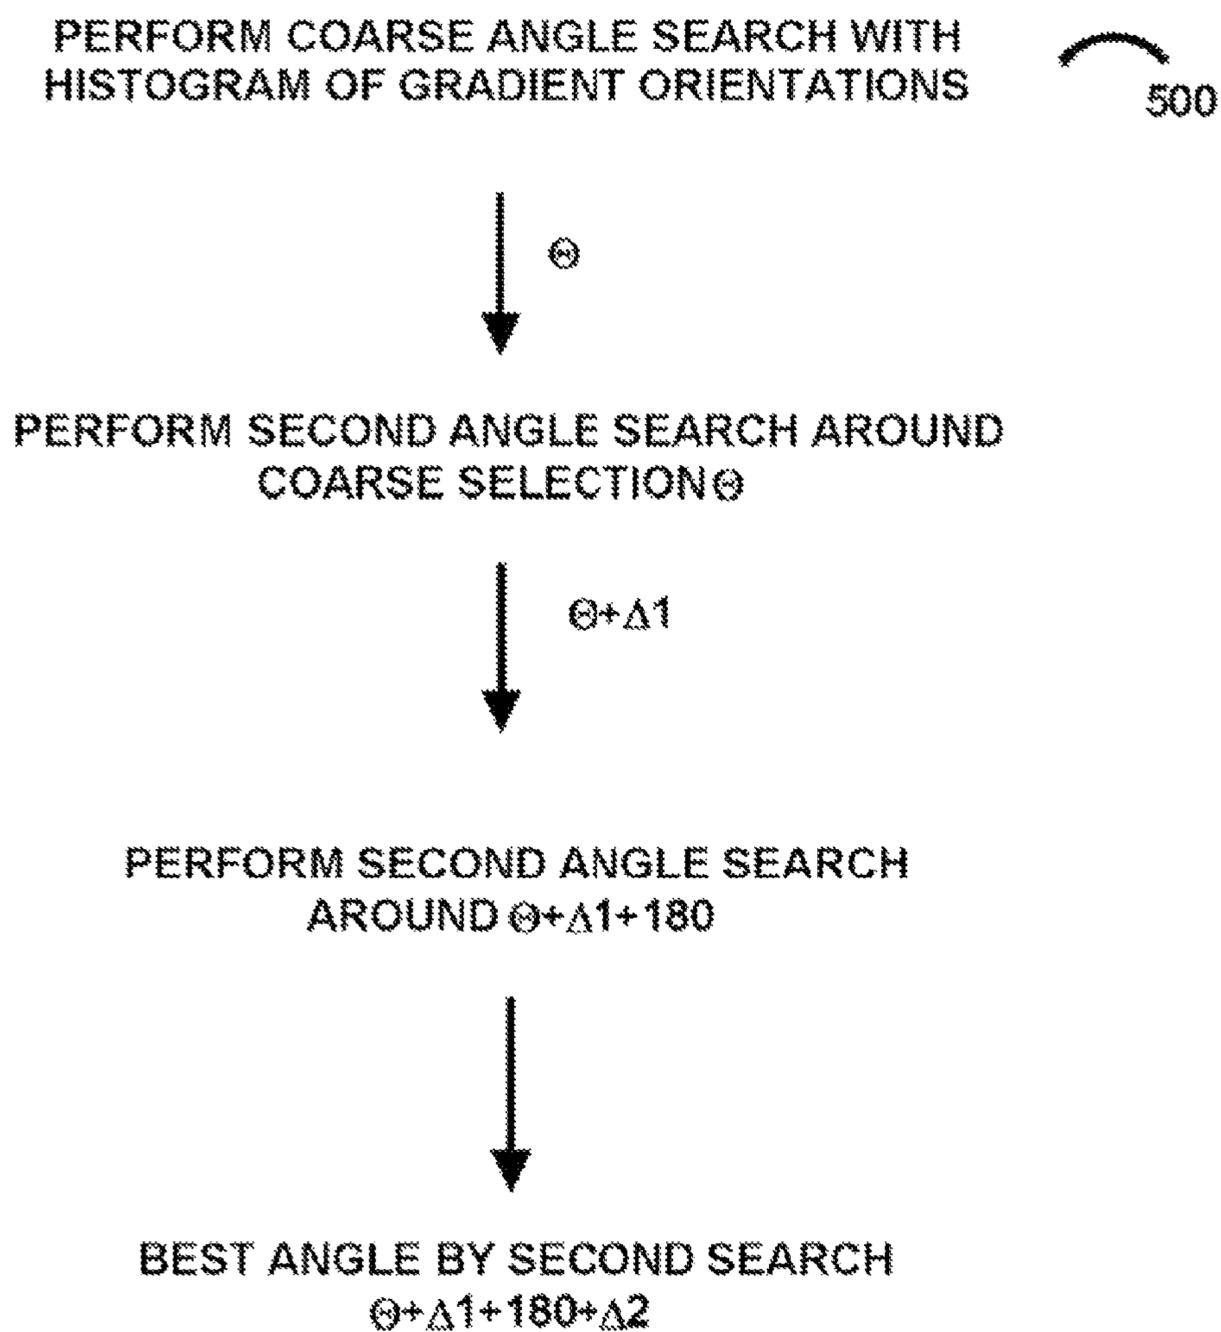 PERFORM COARSE ANGLE SEARCH WITH
HISTOGRAM OF GRADIENT ORIENTATIONS
500
Θ
PERFORM SECOND ANGLE SEARCH AROUND
COARSE SELECTION Θ
Θ+Δ1
PERFORM SECOND ANGLE SEARCH
AROUND Θ+Δ1+180
BEST ANGLE BY SECOND SEARCH
Θ+Δ1+180+Δ2